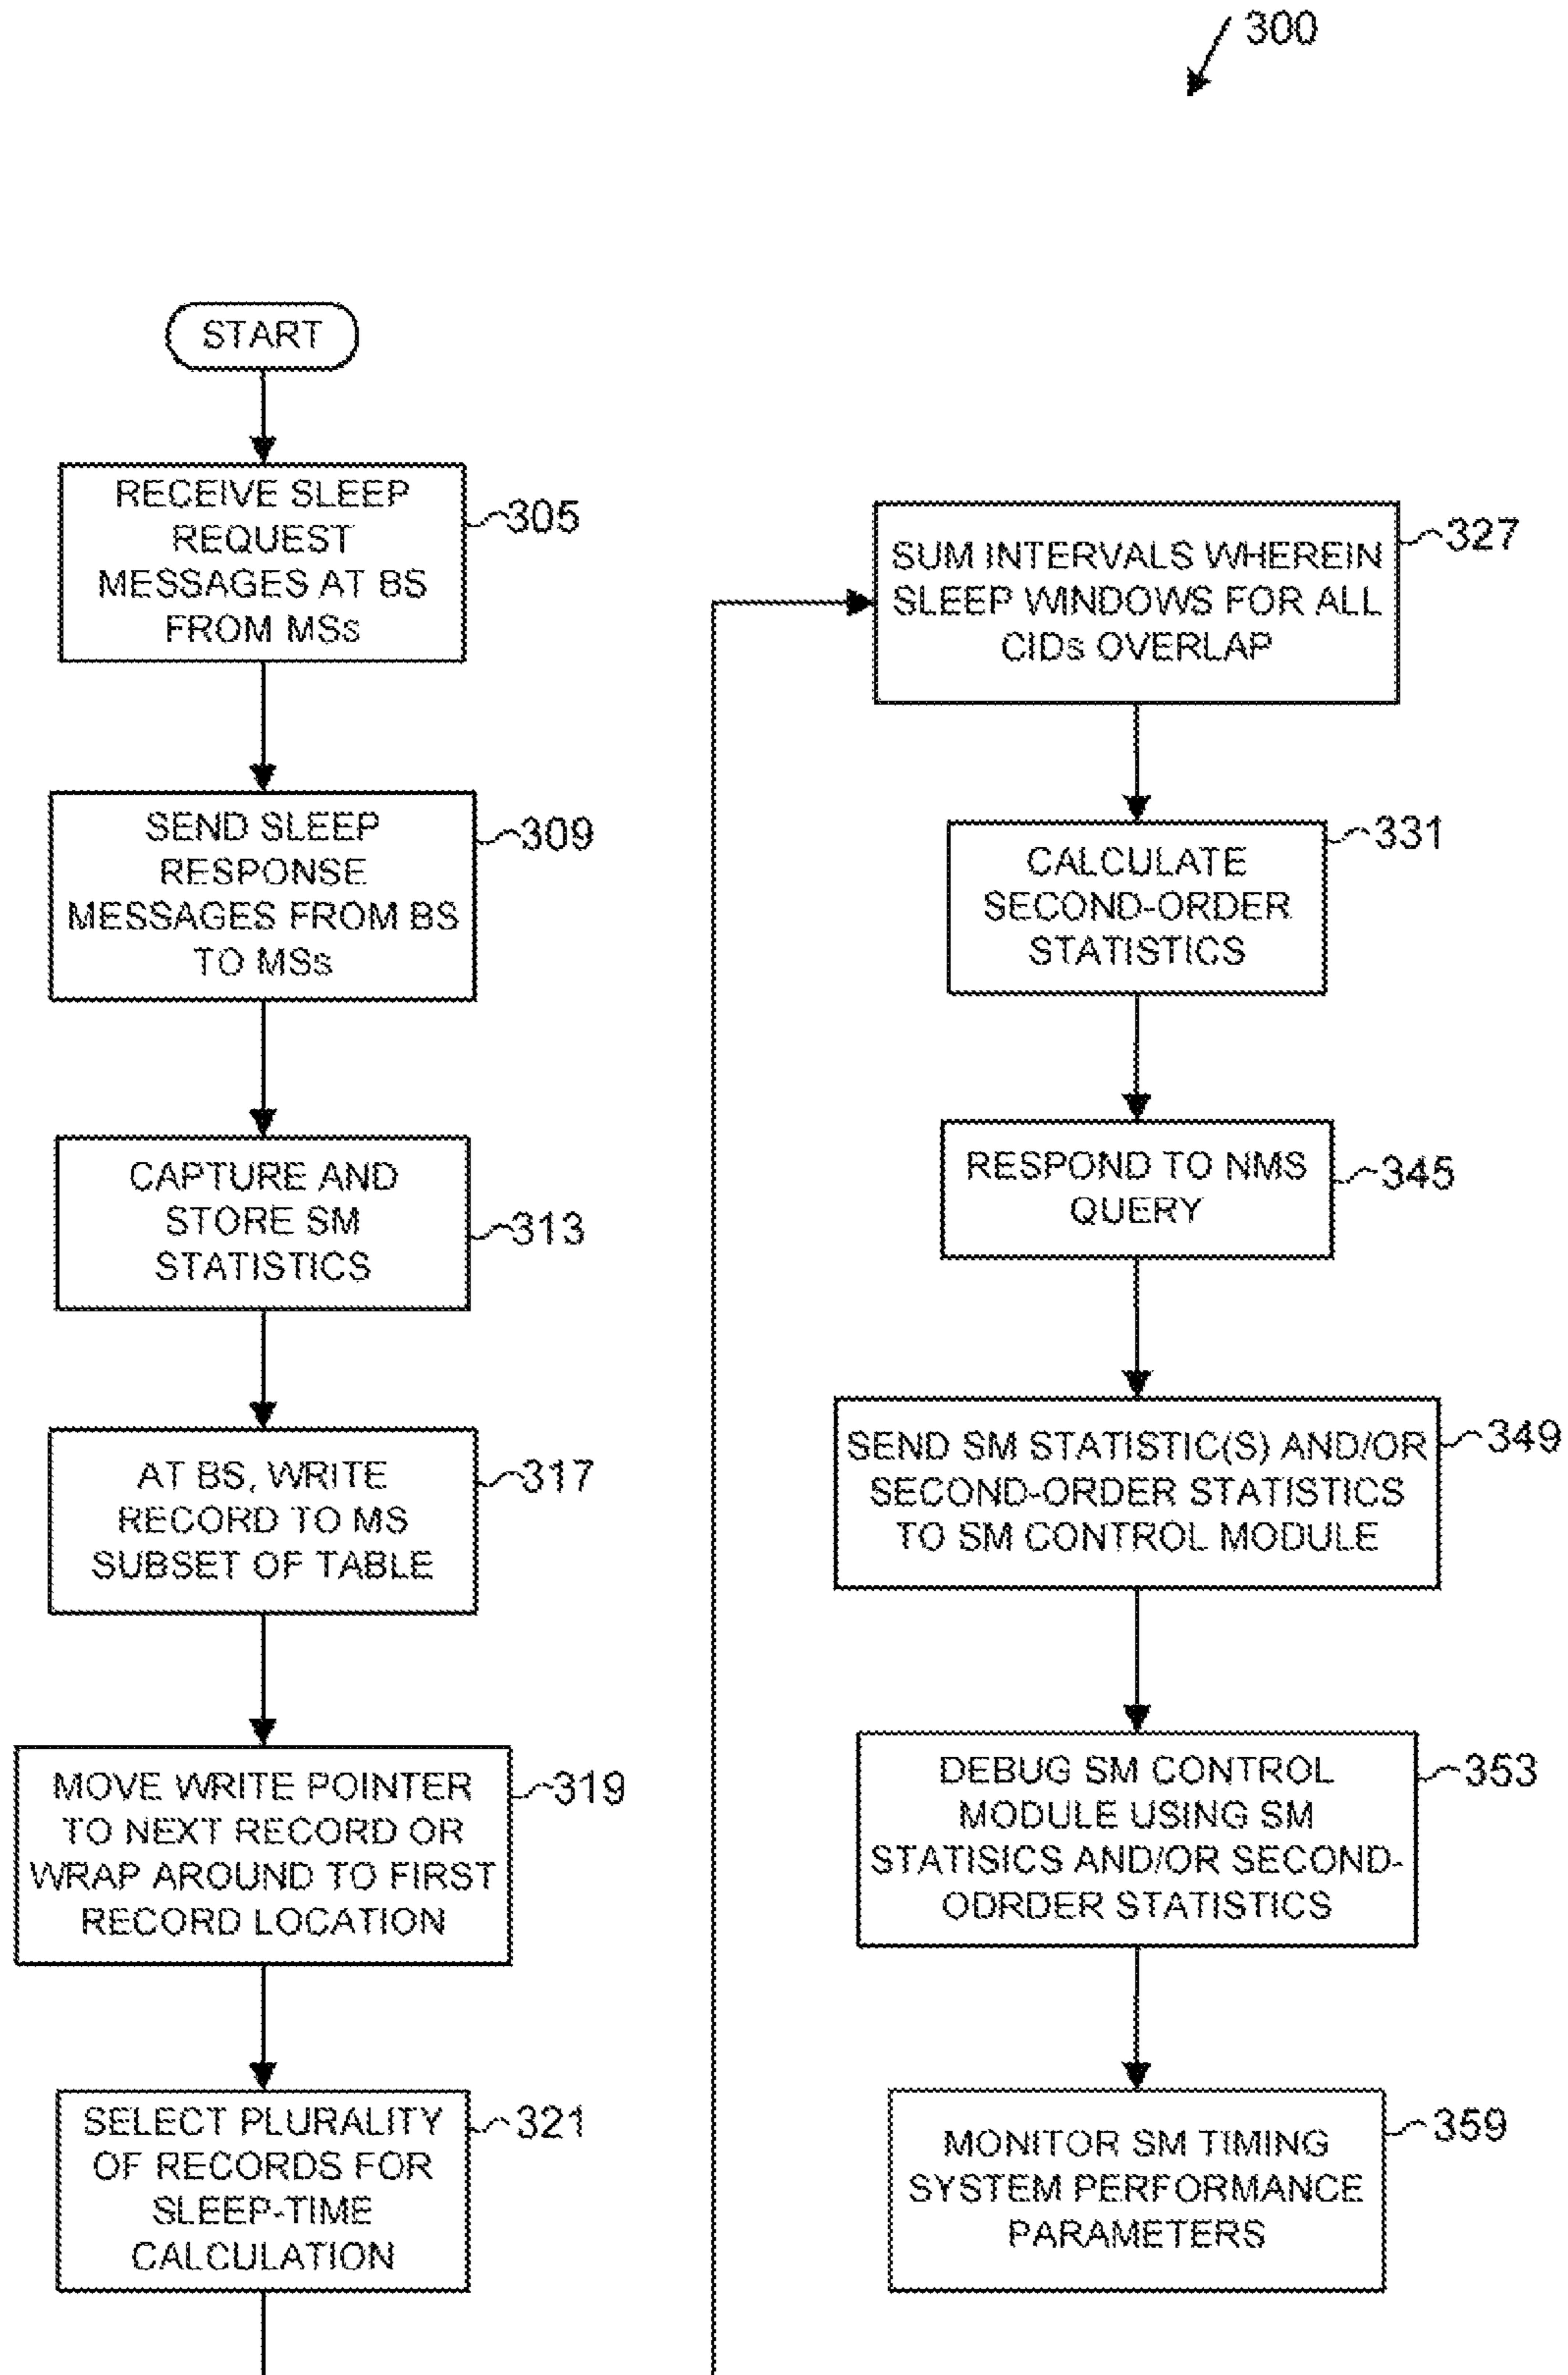 300
START
RECEIVE SLEEP
REQUEST
MESSAGES AT BS
FROM MSs
305
SEND SLEEP
RESPONSE
MESSAGES FROM BS
TO MSs
309
CAPTURE AND
STORE SM
STATISTICS
313
AT BS, WRITE
RECORD TO MS
SUBSET OF TABLE
317
MOVE WRITE POINTER
TO NEXT RECORD OR
WRAP AROUND TO FIRST
RECORD LOCATION
319
SELECT PLURALITY
OF RECORDS FOR
SLEEP-TIME
CALCULATION
321
SUM INTERVALS WHEREIN
SLEEP WINDOWS FOR ALL
CIDs OVERLAP
327
CALCULATE
SECOND-ORDER
STATISTICS
331
RESPOND TO NMS
QUERY
345
SEND SM STATISTIC(S) AND/OR
SECOND-ORDER STATISTICS
TO SM CONTROL MODULE
349
DEBUG SM CONTROL
MODULE USING SM
STATISICS AND/OR SECOND-
ODRDER STATISTICS
353
MONITOR SM TIMING
SYSTEM PERFORMANCE
PARAMETERS
359